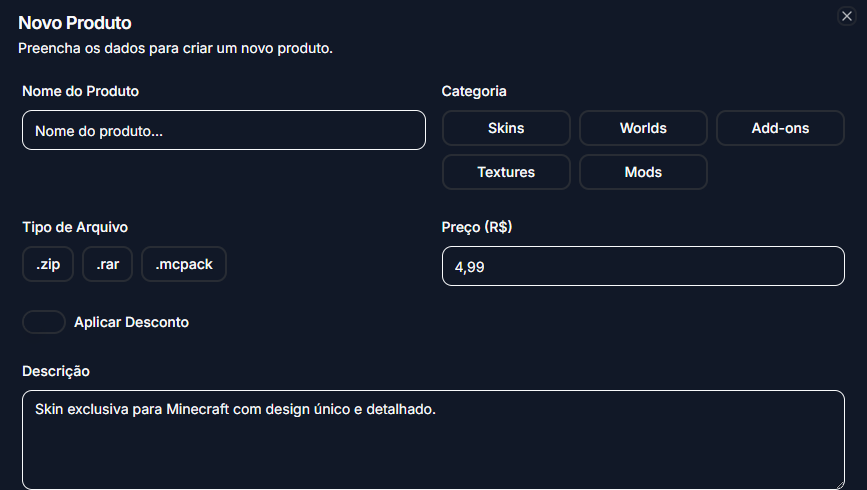 Novo Produto
Preencha os dados para criar um novo produto.
Nome do Produto
Nome do produto...
Categoria
Skins
Worlds
Add-ons
Textures
Mods
Tipo de Arquivo
.zip
.rar
.mcpack
Preço (R$)
4,99
Aplicar Desconto
Descrição
Skin exclusiva para Minecraft com design único e detalhado.